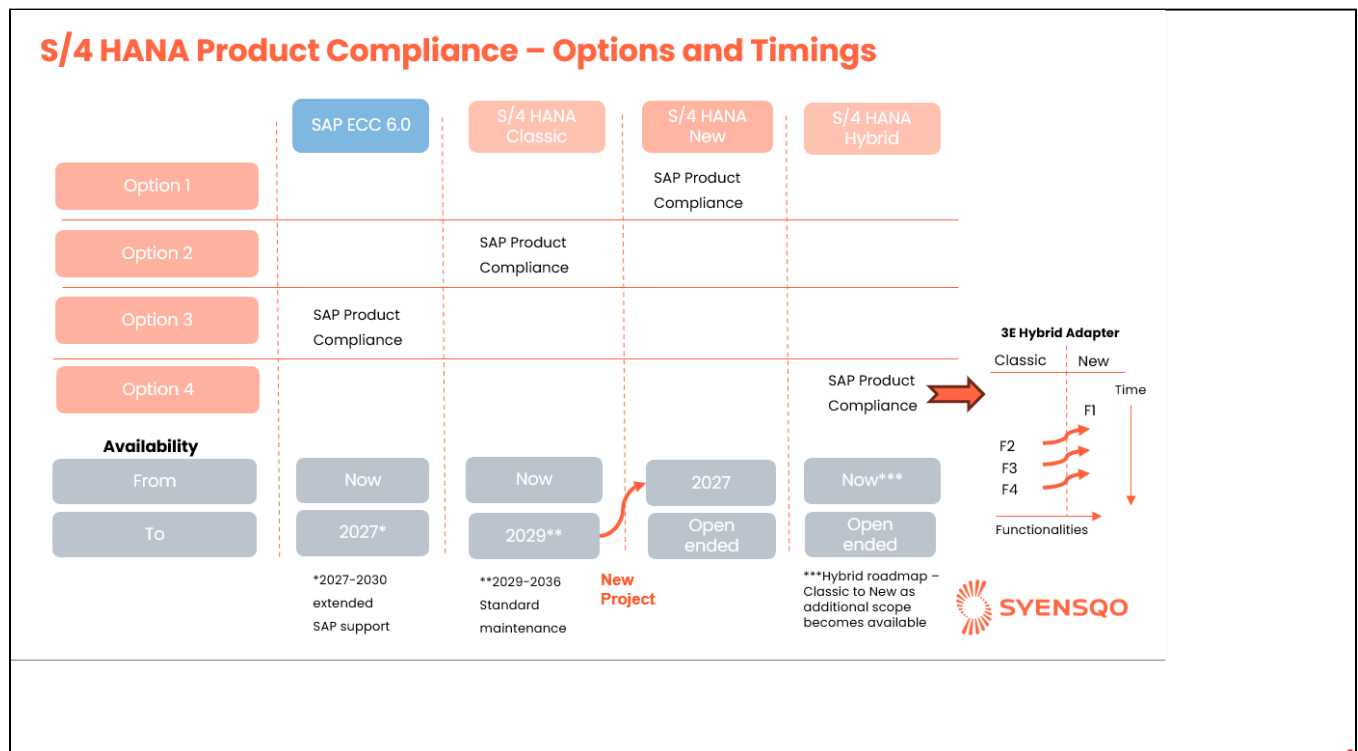 S/4 HANA Product Compliance – Options and Timings
SAP ECC 6.0
S/4 HANA
Classic
S/4 HANA
New
S/4 HANA
Hybrid
Option 1
SAP Product
Compliance
Option 2
SAP Product
Compliance
Option 3
SAP Product
Compliance
Option 4
SAP Product
Compliance
3E Hybrid Adapter
Classic
New
Time
F1
F2
F3
F4
Functionalities
Availability
From
Now
Now
2027
Now***
To
2027*
2029**
Open
ended
Open
ended
*2027-2030
extended
SAP support
**2029-2036
Standard
maintenance
New
Project
***Hybrid roadmap –
Classic to New as
additional scope
becomes available
SYENSQO